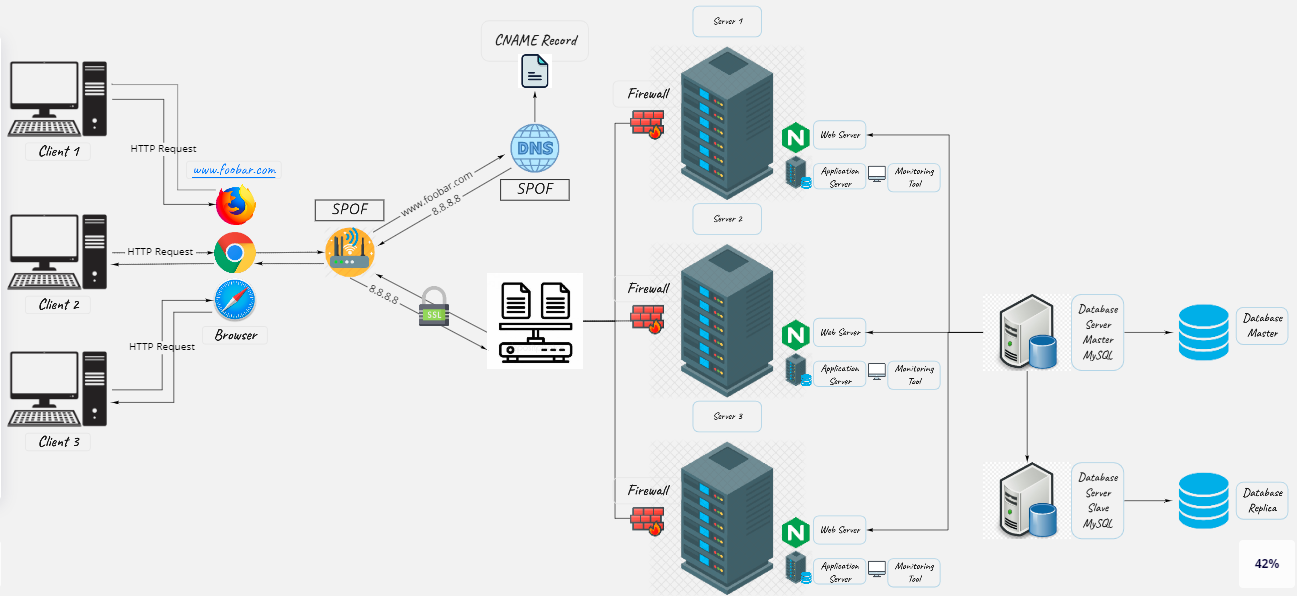 CNAME Record
DNS
SPOF
Client 1
HTTP Request
www.foobar.com
SPOF
www.foobar.com
8.8.8.8
Client 2
HTTP Request
8.8.8.8
SSL
Browser
HTTP Request
Client 3
Server 1
Firewall
N
Web Server
Application
Server
Monitoring
Tool
Server 2
Firewall
N
Web Server
Application
Server
Monitoring
Tool
Server 3
Firewall
N
Web Server
Application
Server
Monitoring
Tool
Database
Server
Master
MySQL
Database
Master
Database
Server
Slave
MySQL
Database
Replica
42%